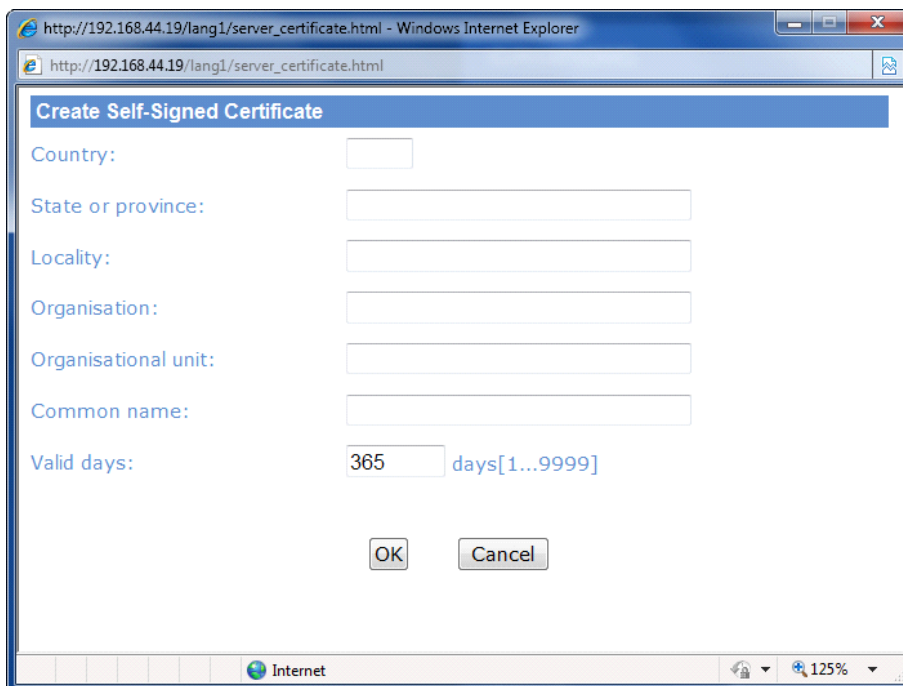 http://192.168.44.19/lang1/server_certificate.html - Windows Internet Explorer
http://192.168.44.19/lang1/server_certificate.html
Create Self-Signed Certificate
Country:
State or province:
Locality:
Organisation:
Organisational unit:
Common name:
Valid days: 365 days[1...9999]
OK Cancel
Internet 125%